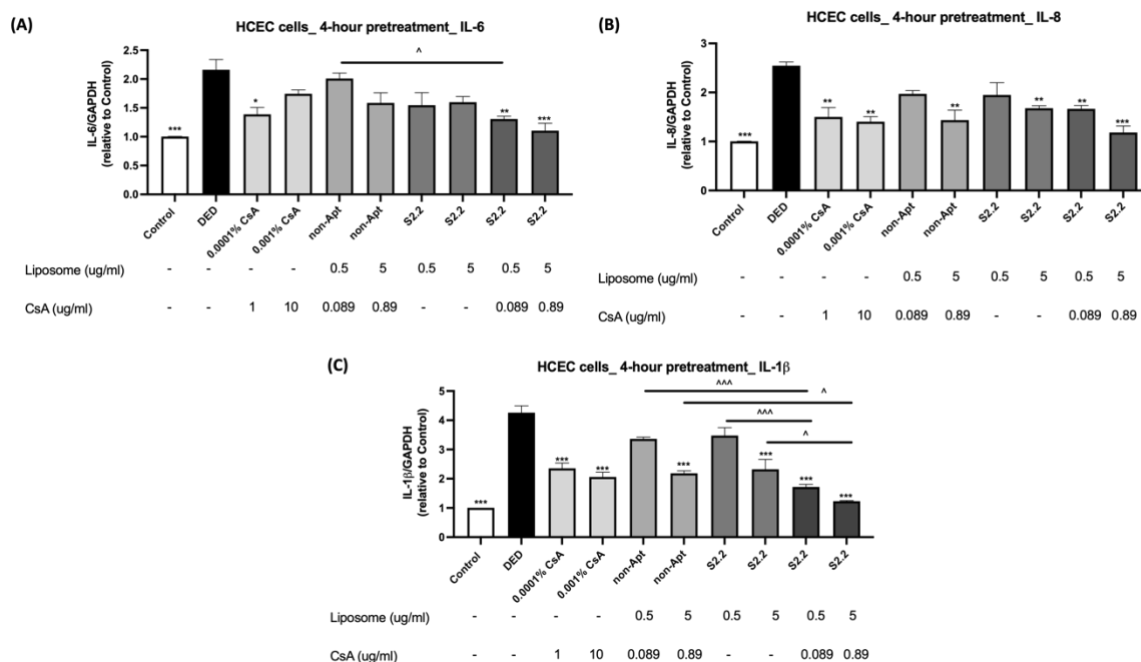 (A)
HCEC cells_ 4-hour pretreatment_ IL-6
IL-6/GAPDH
(relative to Control)
2.5
2.0
1.5
1.0
0.5
0.0
^
*** * ** ***
Control DED 0.0001% CsA 0.001% CsA non-Apt non-Apt S2.2 S2.2 S2.2 S2.2
Liposome (ug/ml) - - - - 0.5 5 0.5 5 0.5 5
CsA (ug/ml) - - 1 10 0.089 0.89 - - 0.089 0.89
(B)
HCEC cells_ 4-hour pretreatment_ IL-8
IL-8/GAPDH
(relative to Control)
3
2
1
0
*** ** ** ** ** ** ***
Control DED 0.0001% CsA 0.001% CsA non-Apt non-Apt S2.2 S2.2 S2.2 S2.2
Liposome (ug/ml) - - - - 0.5 5 0.5 5 0.5 5
CsA (ug/ml) - - 1 10 0.089 0.89 - - 0.089 0.89
(C)
HCEC cells_ 4-hour pretreatment_ IL-1β
IL-1β/GAPDH
(relative to Control)
5
4
3
2
1
0
^^^
^
^^^
^
*** *** *** *** *** *** ***
Control DED 0.0001% CsA 0.001% CsA non-Apt non-Apt S2.2 S2.2 S2.2 S2.2
Liposome (ug/ml) - - - - 0.5 5 0.5 5 0.5 5
CsA (ug/ml) - - 1 10 0.089 0.89 - - 0.089 0.89